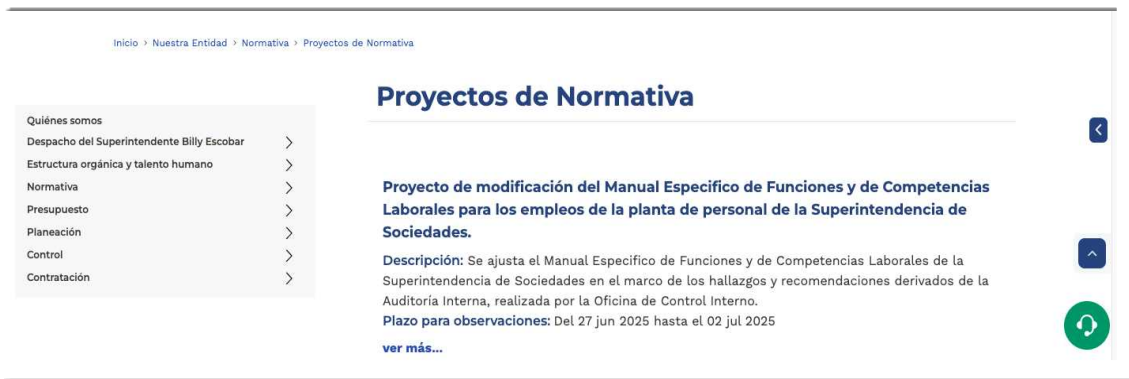 Inicio > Nuestra Entidad > Normativa > Proyectos de Normativa
Quiénes somos
Despacho del Superintendente Billy Escobar
Estructura orgánica y talento humano
Normativa
Presupuesto
Planeación
Control
Contratación
Proyectos de Normativa
Proyecto de modificación del Manual Especifico de Funciones y de Competencias
Laborales para los empleos de la planta de personal de la Superintendencia de
Sociedades.
Descripción: Se ajusta el Manual Especifico de Funciones y de Competencias Laborales de la
Superintendencia de Sociedades en el marco de los hallazgos y recomendaciones derivados de la
Auditoría Interna, realizada por la Oficina de Control Interno.
Plazo para observaciones: Del 27 jun 2025 hasta el 02 jul 2025
ver más...